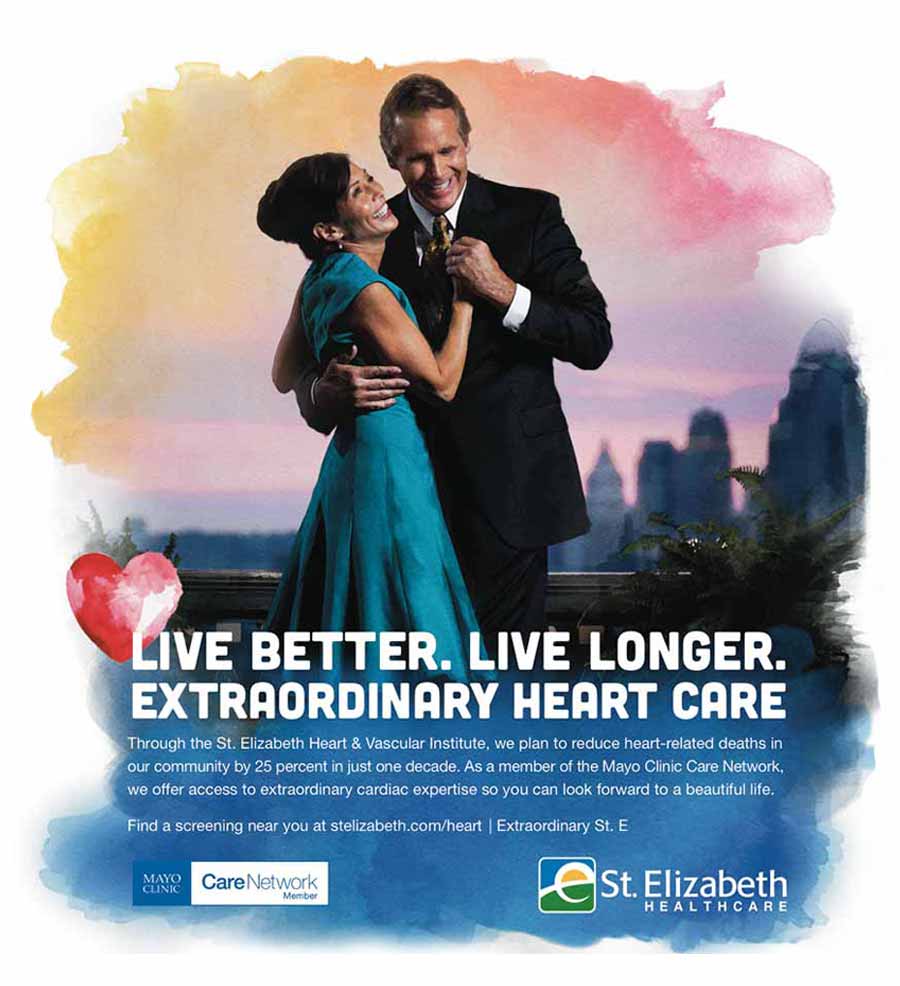 LIVE BETTER. LIVE LONGER.
EXTRAORDINARY HEART CARE
Through the St. Elizabeth Heart & Vascular Institute, we plan to reduce heart-related deaths in
our community by 25 percent in just one decade. As a member of the Mayo Clinic Care Network,
we offer access to extraordinary cardiac expertise so you can look forward to a beautiful life.
Find a screening near you at stelizabeth.com/heart | Extraordinary St. E
MAYO
CLINIC
CareNetwork
Member
St. Elizabeth
HEALTHCARE